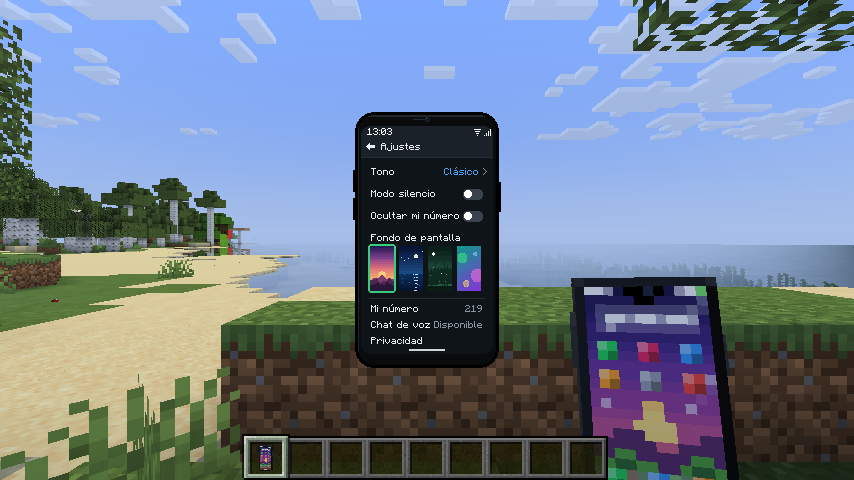 13:03
Ajustes
Tono Clásico
Modo silencio
Ocultar mi número
Fondo de pantalla
Mi número 219
Chat de voz Disponible
Privacidad